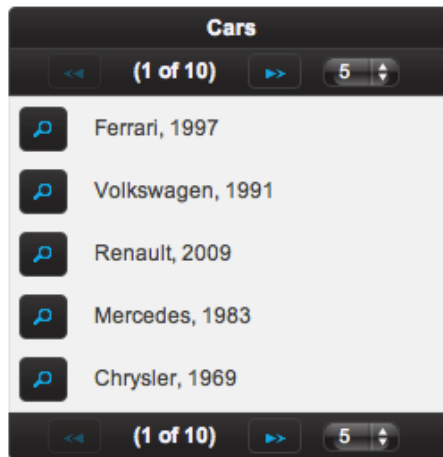 Cars
(1 of 10) 5
Ferrari, 1997
Volkswagen, 1991
Renault, 2009
Mercedes, 1983
Chrysler, 1969
(1 of 10) 5